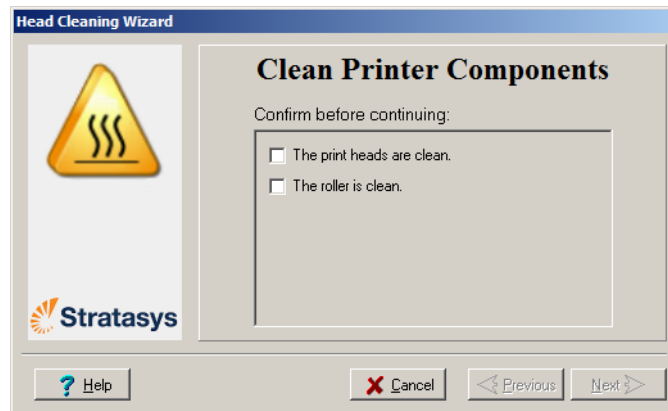 Head Cleaning Wizard
Clean Printer Components
Confirm before continuing:
The print heads are clean.
The roller is clean.
Stratasys
? Help
Cancel
Previous
Next